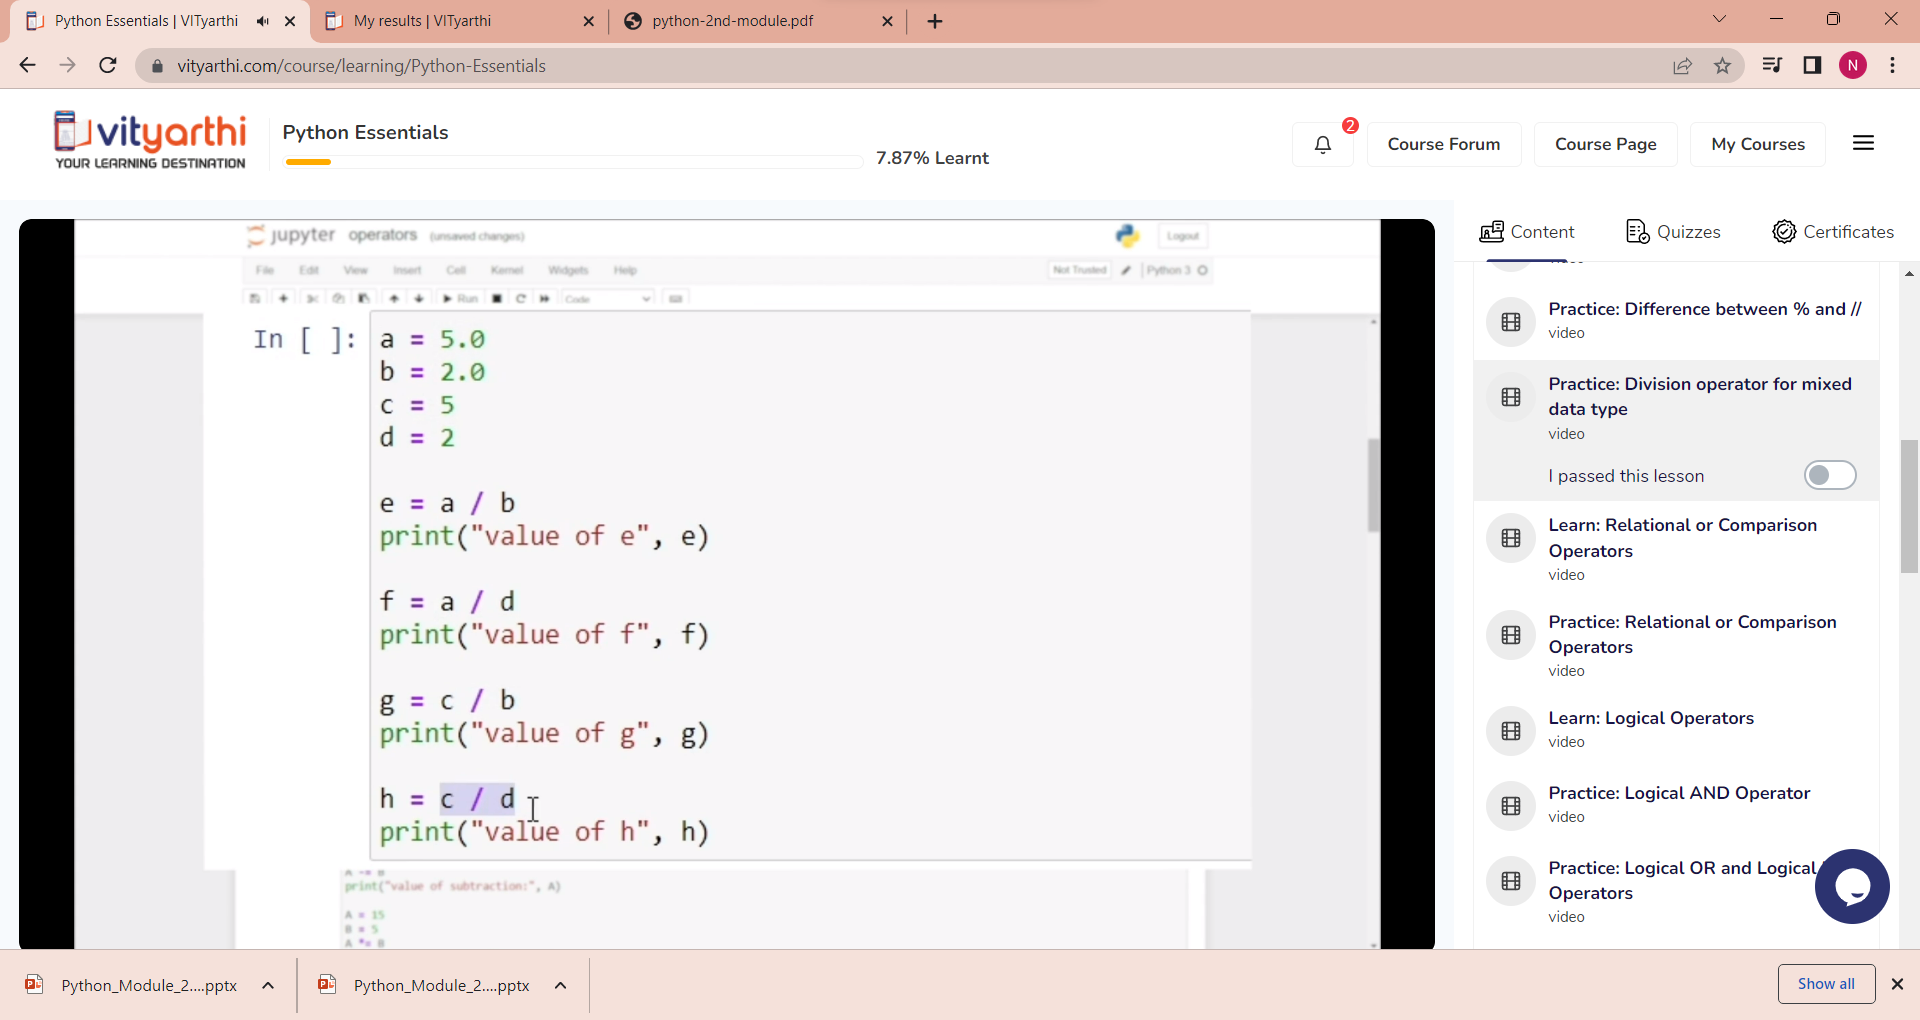 Python Essentials | VITyarthi
My results | VITyarthi
python-2nd-module.pdf
vityarthi.com/course/learning/Python-Essentials
N
vityarthi
YOUR LEARNING DESTINATION
Python Essentials
7.87% Learnt
2
Course Forum
Course Page
My Courses
Content
Quizzes
Certificates
jupyter operators (unsaved changes)
Logout
File Edit View Insert Cell Kernel Widgets Help
Not Trusted
Python 3
Run
Code
In [ ]:
a = 5.0
b = 2.0
c = 5
d = 2
e = a / b
print("value of e", e)
f = a / d
print("value of f", f)
g = c / b
print("value of g", g)
h = c / d
print("value of h", h)
print("value of subtraction:", A)
A = 15
B = 5
A *= B
Practice: Difference between % and //
video
Practice: Division operator for mixed
data type
video
I passed this lesson
Learn: Relational or Comparison
Operators
video
Practice: Relational or Comparison
Operators
video
Learn: Logical Operators
video
Practice: Logical AND Operator
video
Practice: Logical OR and Logical
Operators
video
Python_Module_2....pptx
Python_Module_2....pptx
Show all